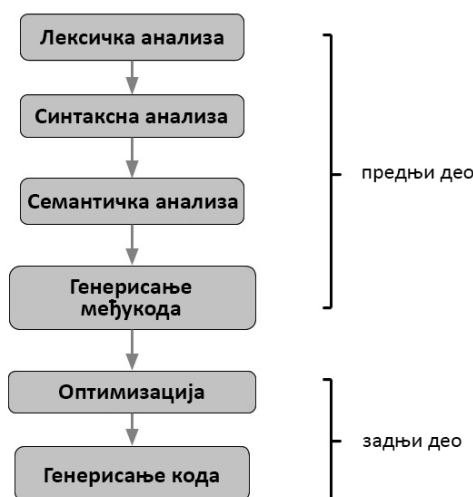 Лексичка анализа
Синтаксна анализа
Семантичка анализа
Генерисање
међукода
предњи део
Оптимизација
Генерисање кода
задњи део